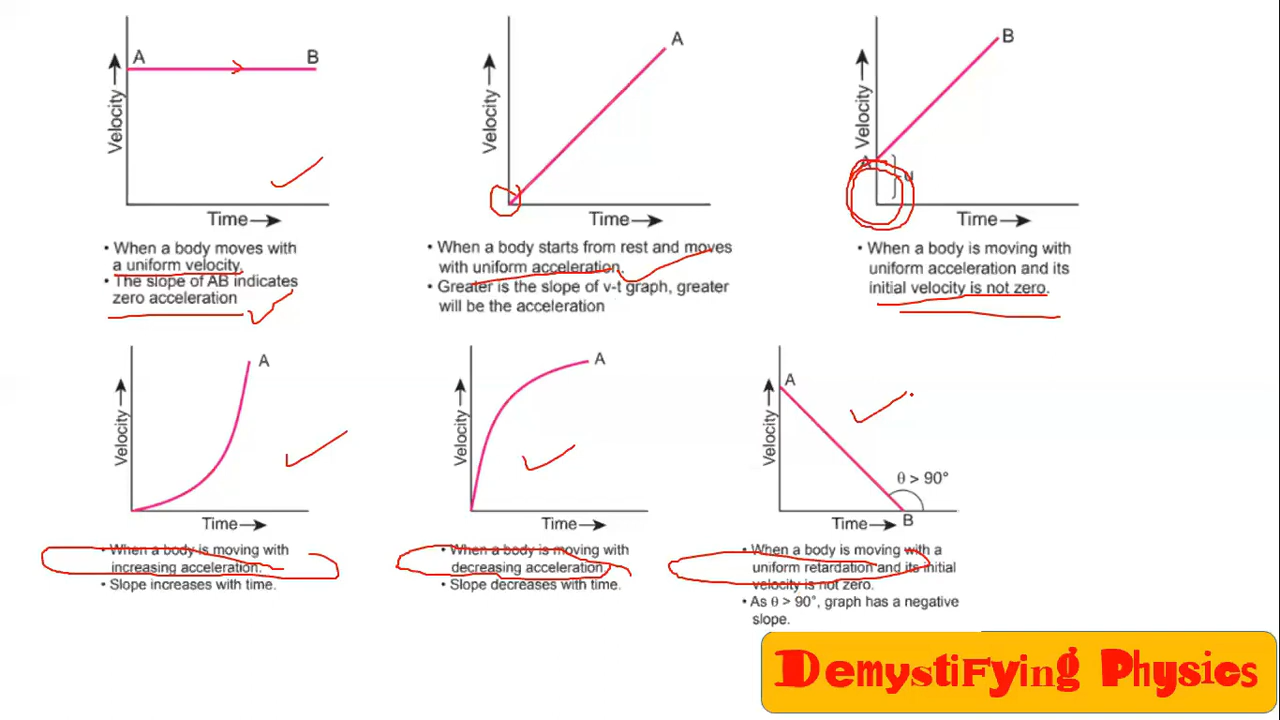 A B
Velocity
Time
• When a body moves with
a uniform velocity.
• The slope of AB indicates
zero acceleration
A
Velocity
Time
• When a body starts from rest and moves
with uniform acceleration.
• Greater is the slope of v-t graph, greater
will be the acceleration
B
A
u
Velocity
Time
• When a body is moving with
uniform acceleration and its
initial velocity is not zero.
A
Velocity
Time
• When a body is moving with
increasing acceleration.
• Slope increases with time.
A
Velocity
Time
• When a body is moving with
decreasing acceleration.
• Slope decreases with time.
A
Velocity
θ > 90°
Time
B
• When a body is moving with a
uniform retardation and its initial
velocity is not zero.
• As θ > 90°, graph has a negative
slope.
Demystifying Physics